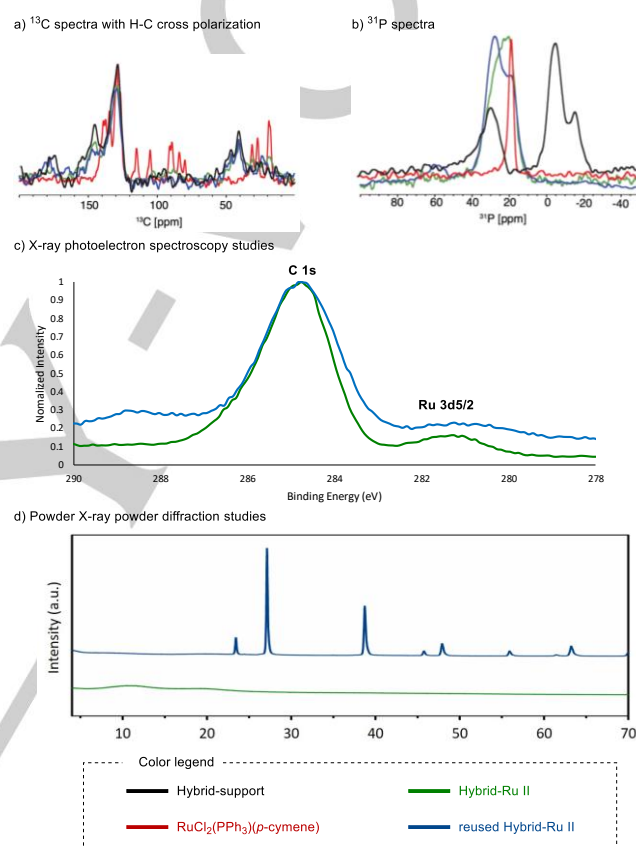 a) ¹³C spectra with H-C cross polarization
b) ³¹P spectra
150 100 50
¹³C [ppm]
80 60 40 20 0 -20 -40
³¹P [ppm]
c) X-ray photoelectron spectroscopy studies
C 1s
1
0.9
0.8
0.7
0.6
0.5
0.4
0.3
0.2
0.1
0
Nomalized Intensity
Ru 3d5/2
290 288 286 284 282 280 278
Binding Energy (eV)
d) Powder X-ray powder diffraction studies
Intensity (a.u.)
10 20 30 40 50 60 70
Color legend
Hybrid-support
Hybrid-Ru II
RuCl₂(PPh₃)(p-cymene)
reused Hybrid-Ru II